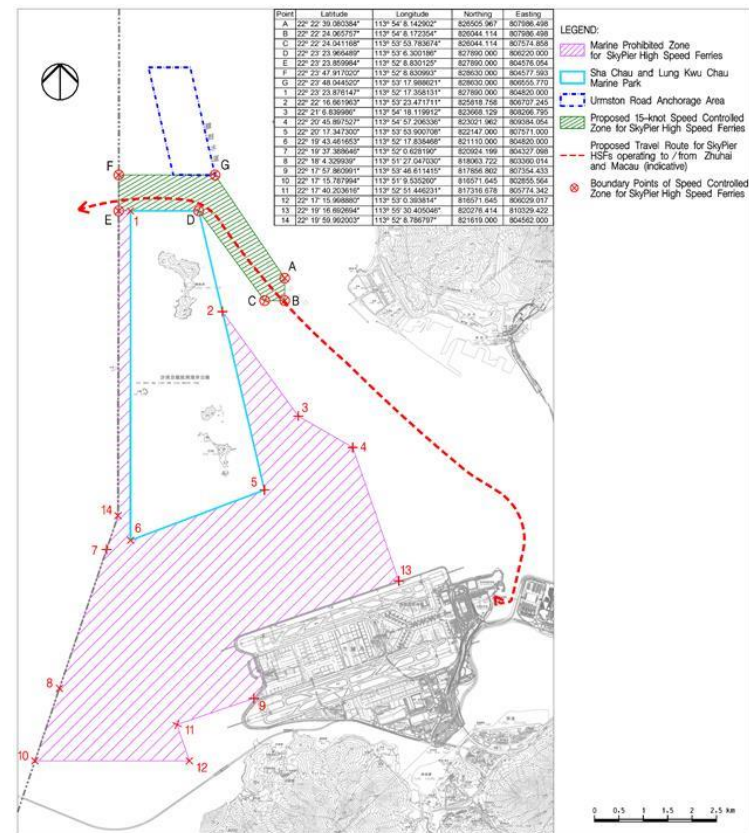 Point Latitude Longitude Northing Easting
A 22° 22' 39.080384" 113° 54' 8.142902" 826505.967 807986.498
B 22° 22' 24.065757" 113° 54' 8.172354" 826044.114 807986.498
C 22° 22' 24.041168" 113° 53' 53.783674" 826044.114 807574.858
D 22° 23' 23.966489" 113° 53' 6.300186" 827890.000 806220.000
E 22° 23' 23.859984" 113° 52' 8.830125" 827890.000 804576.054
F 22° 23' 47.917020" 113° 52' 8.830993" 828630.000 804577.593
G 22° 23' 48.044520" 113° 53' 17.988621" 828630.000 806555.770
1 22° 23' 23.876147" 113° 52' 17.358131" 827890.000 804820.000
2 22° 22' 16.661963" 113° 53' 23.471711" 825818.758 806707.245
3 22° 21' 6.839986" 113° 54' 18.119912" 823668.129 808266.795
4 22° 20' 45.897527" 113° 54' 57.206336" 823021.962 809384.054
5 22° 20' 17.347300" 113° 53' 53.900708" 822147.000 807571.000
6 22° 19' 43.461653" 113° 52' 17.838468" 821110.000 804820.000
7 22° 19' 37.388646" 113° 52' 0.628190" 820924.199 804327.098
8 22° 18' 4.329939" 113° 51' 27.047030" 818063.722 803360.014
9 22° 17' 57.860991" 113° 53' 46.611415" 817856.802 807354.433
10 22° 17' 15.787994" 113° 51' 9.535260" 816571.645 802855.564
11 22° 17' 40.203616" 113° 52' 51.446231" 817316.678 805774.342
12 22° 17' 15.998880" 113° 53' 0.393814" 816571.645 806029.017
13 22° 19' 16.692694" 113° 55' 30.405046" 820276.414 810329.422
14 22° 19' 59.992003" 113° 52' 8.786797" 821619.000 804562.000
LEGEND:
Marine Prohibited Zone
for SkyPier High Speed Ferries
Sha Chau and Lung Kwu Chau
Marine Park
Urmston Road Anchorage Area
Proposed 15-knot Speed Controlled
Zone for SkyPier High Speed Ferries
Proposed Travel Route for SkyPier
HSFs operating to/from Zhuhai
and Macau (indicative)
Boundary Points of Speed Controlled
Zone for SkyPier High Speed Ferries
F
G
E
1
D
A
C
B
2
3
4
5
14
6
7
13
8
9
11
10
12
0 0.5 1 1.5 2 2.5 km